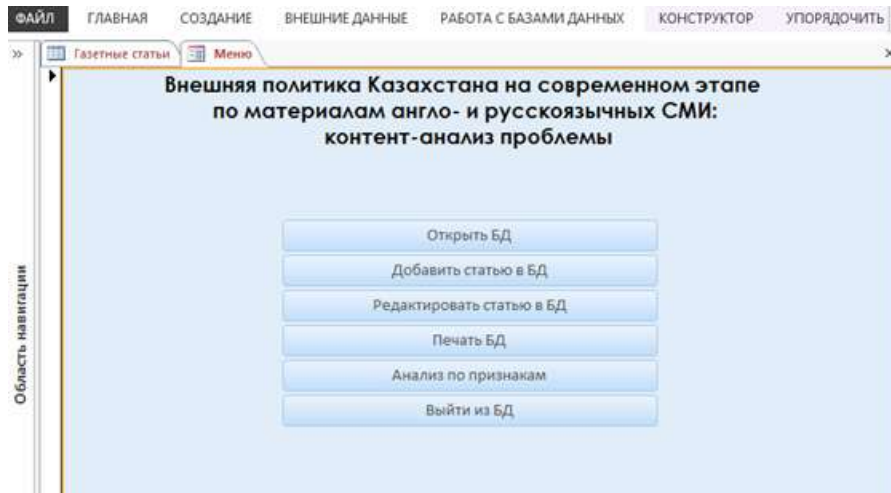 ФАЙЛ ГЛАВНАЯ СОЗДАНИЕ ВНЕШНИЕ ДАННЫЕ РАБОТА С БАЗАМИ ДАННЫХ КОНСТРУКТОР УПОРЯДОЧИТЬ
Газетные статьи Меню
Внешняя политика Казахстана на современном этапе
по материалам англо- и русскоязычных СМИ:
контент-анализ проблемы
Открыть БД
Добавить статью в БД
Редактировать статью в БД
Печать БД
Анализ по признакам
Выйти из БД
Область навигации